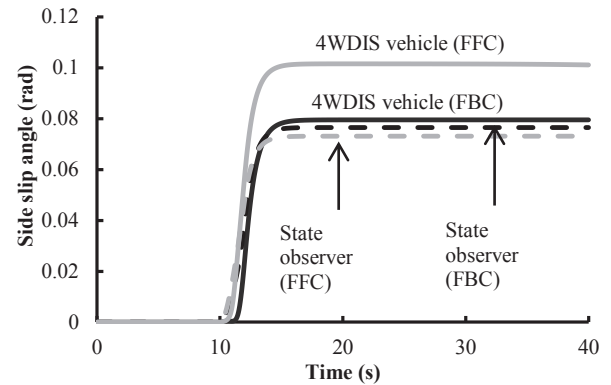 0.12
0.1
0.08
0.06
0.04
0.02
0
Side slip angle (rad)
4WDIS vehicle (FFC)
4WDIS vehicle (FBC)
State
observer
(FFC)
State
observer
(FBC)
0
10
20
30
40
Time (s)